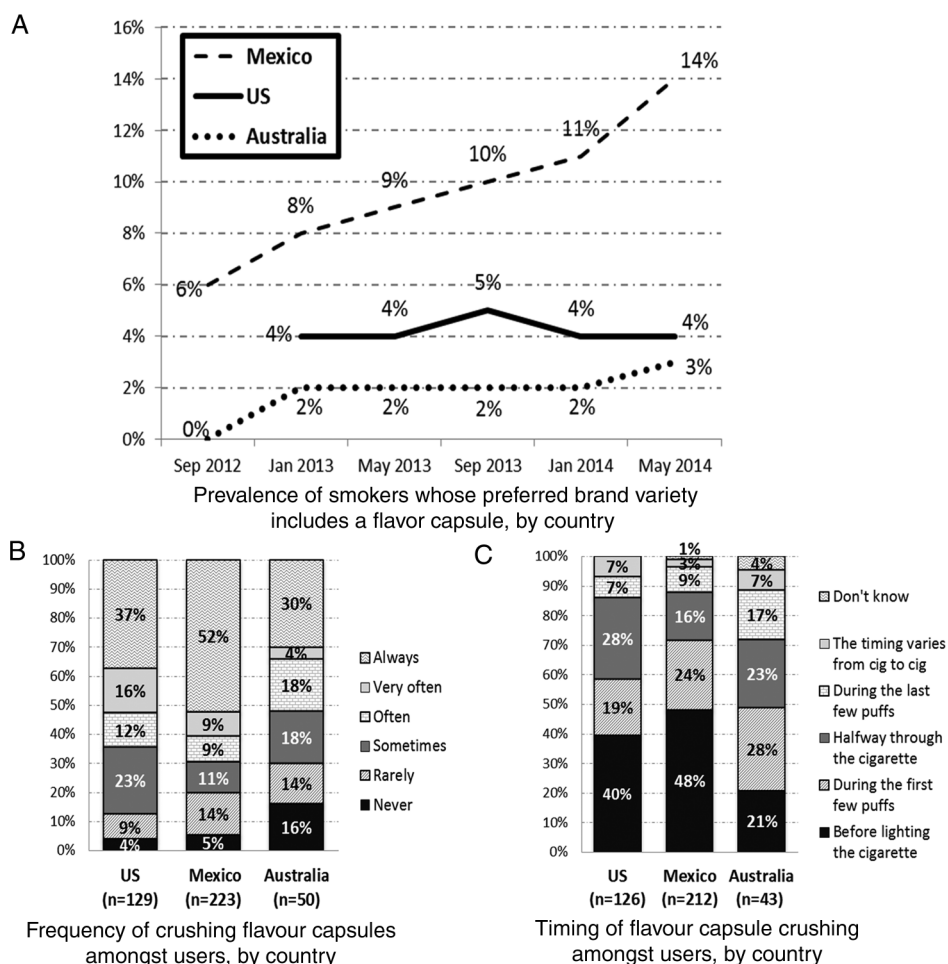 A
16%
14%
12%
10%
8%
6%
4%
2%
0%
Mexico
US
Australia
6%
8%
9%
10%
11%
14%
4%
4%
5%
4%
4%
0%
2%
2%
2%
2%
3%
Sep 2012 Jan 2013 May 2013 Sep 2013 Jan 2014 May 2014
Prevalence of smokers whose preferred brand variety
includes a flavor capsule, by country
B
100%
90%
80%
70%
60%
50%
40%
30%
20%
10%
0%
37%
16%
12%
23%
9%
4%
52%
9%
9%
11%
14%
5%
30%
4%
18%
18%
14%
16%
Always
Very often
Often
Sometimes
Rarely
Never
US Mexico Australia
(n=129) (n=223) (n=50)
Frequency of crushing flavour capsules
amongst users, by country
C
100%
90%
80%
70%
60%
50%
40%
30%
20%
10%
0%
7%
7%
28%
19%
40%
1%
3%
9%
16%
24%
48%
4%
7%
17%
23%
28%
21%
Don't know
The timing varies
from cig to cig
During the last
few puffs
Halfway through
the cigarette
During the first
few puffs
Before lighting
the cigarette
US Mexico Australia
(n=126) (n=212) (n=43)
Timing of flavour capsule crushing
amongst users, by country